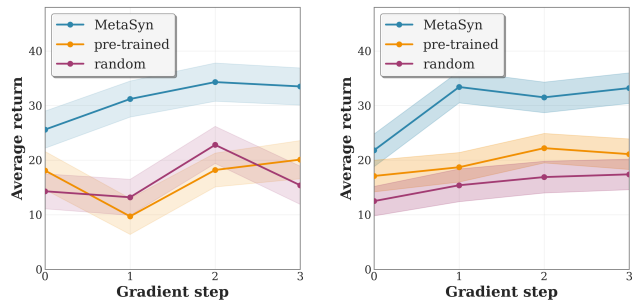 MetaSyn
pre-trained
random
40
30
20
10
0
0 1 2 3
Average return
Gradient step
MetaSyn
pre-trained
random
40
30
20
10
0
0 1 2 3
Average return
Gradient step